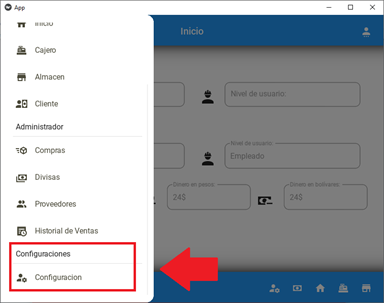 App
Inicio
Inicio
Cajero
Almacen
Cliente
Administrador
Compras
Divisas
Proveedores
Historial de Ventas
Configuraciones
Configuracion
Nivel de usuario:
Nivel de usuario
Empleado
Dinero en pesos:
24$
Dinero en bolivares:
24$